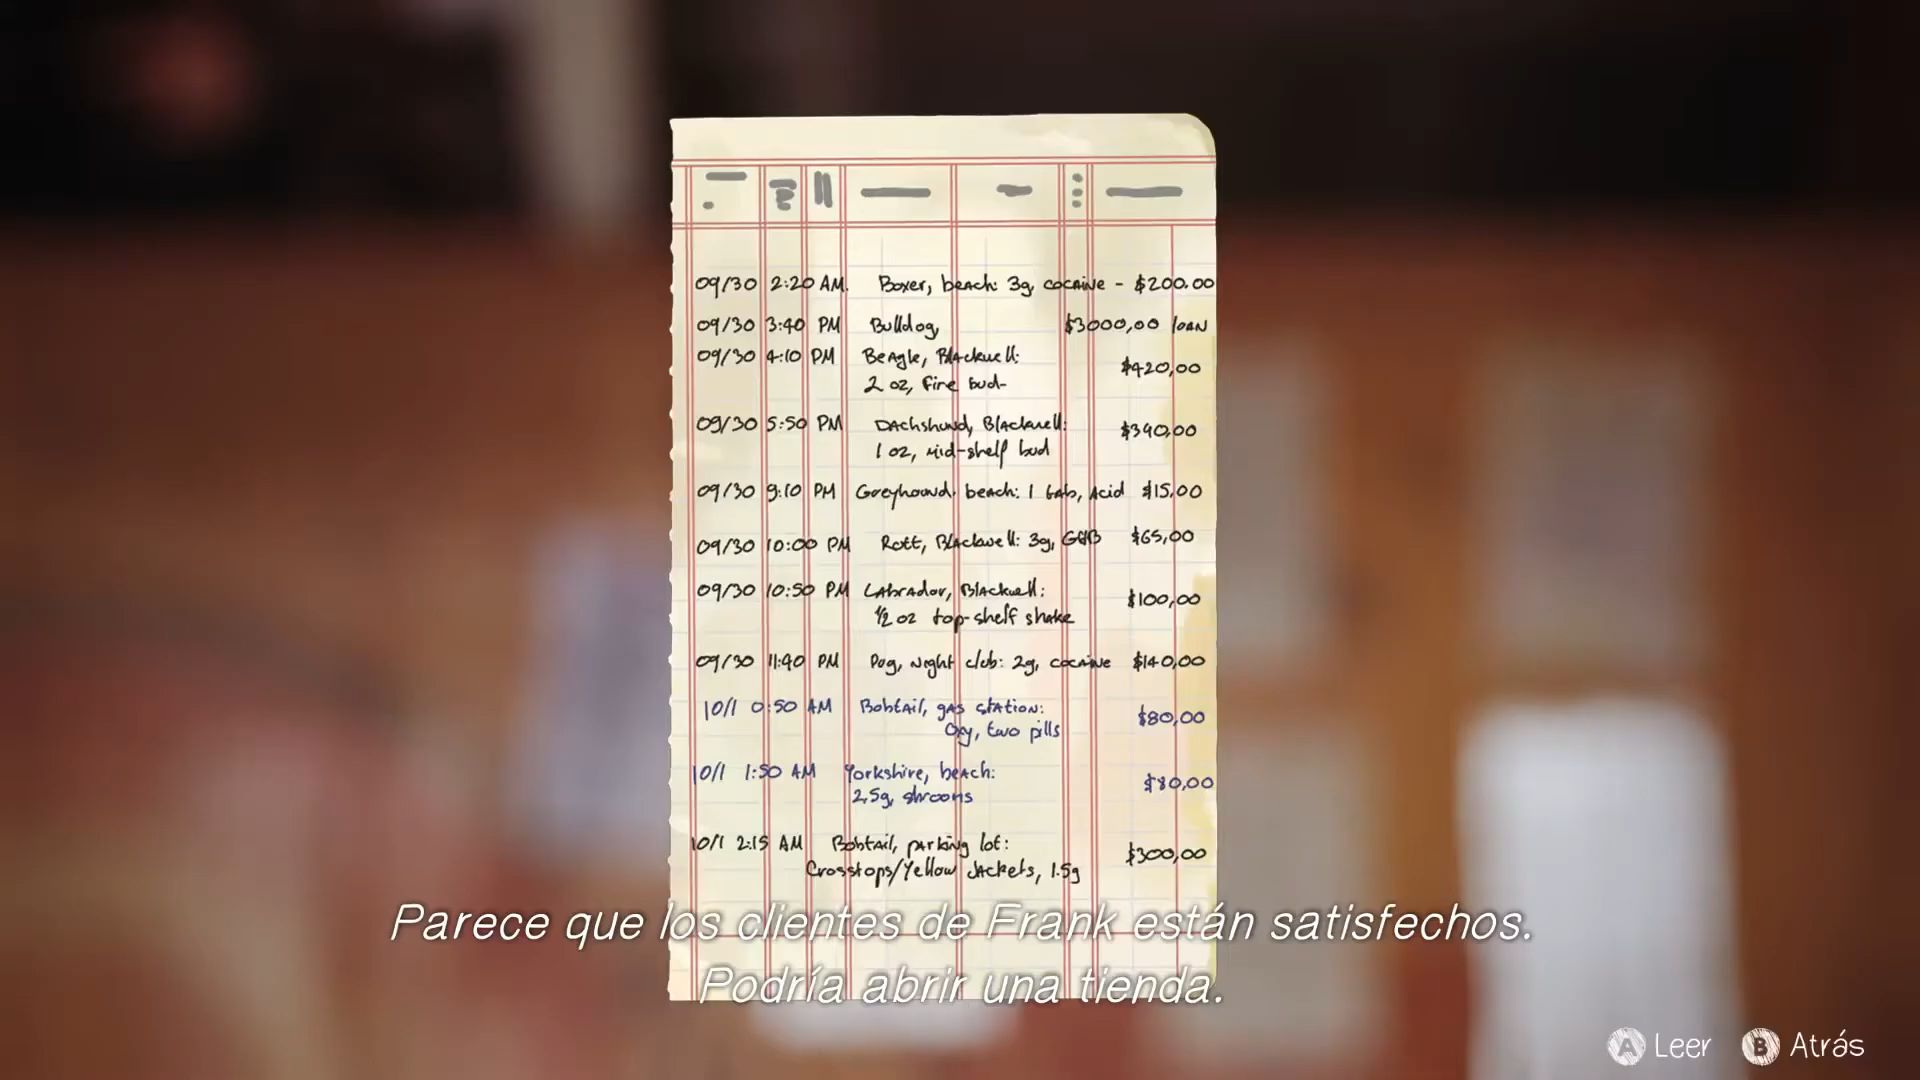 09/30 2:20 AM. Boxer, beach: 3g, cocaine - $200.00
09/30 3:40 PM Bulldog, $3000,00 loan
09/30 4:10 PM Beagle, Blackwell:
2 oz, fire bud- $420,00
09/30 5:50 PM Dachshund, Blackwell: $340,00
1 oz, mid-shelf bud
09/30 9:10 PM Greyhound, beach: 1 tab, acid $15,00
09/30 10:00 PM Rott, Blackwell: 3g, GHB $65,00
09/30 10:50 PM Labrador, Blackwell: $100,00
1/2 oz top-shelf shake
09/30 11:40 PM Pog, night club: 2g, cocaine $140,00
10/1 0:50 AM Bobtail, gas station: $80,00
Oxy, two pills
10/1 1:50 AM Yorkshire, beach: $80,00
2,5g, shrooms
10/1 2:15 AM Bobtail, parking lot: $300,00
Crosstops/Yellow Jackets, 1.5g
Parece que los clientes de Frank están satisfechos.
Podría abrir una tienda.
A Leer B Atrás